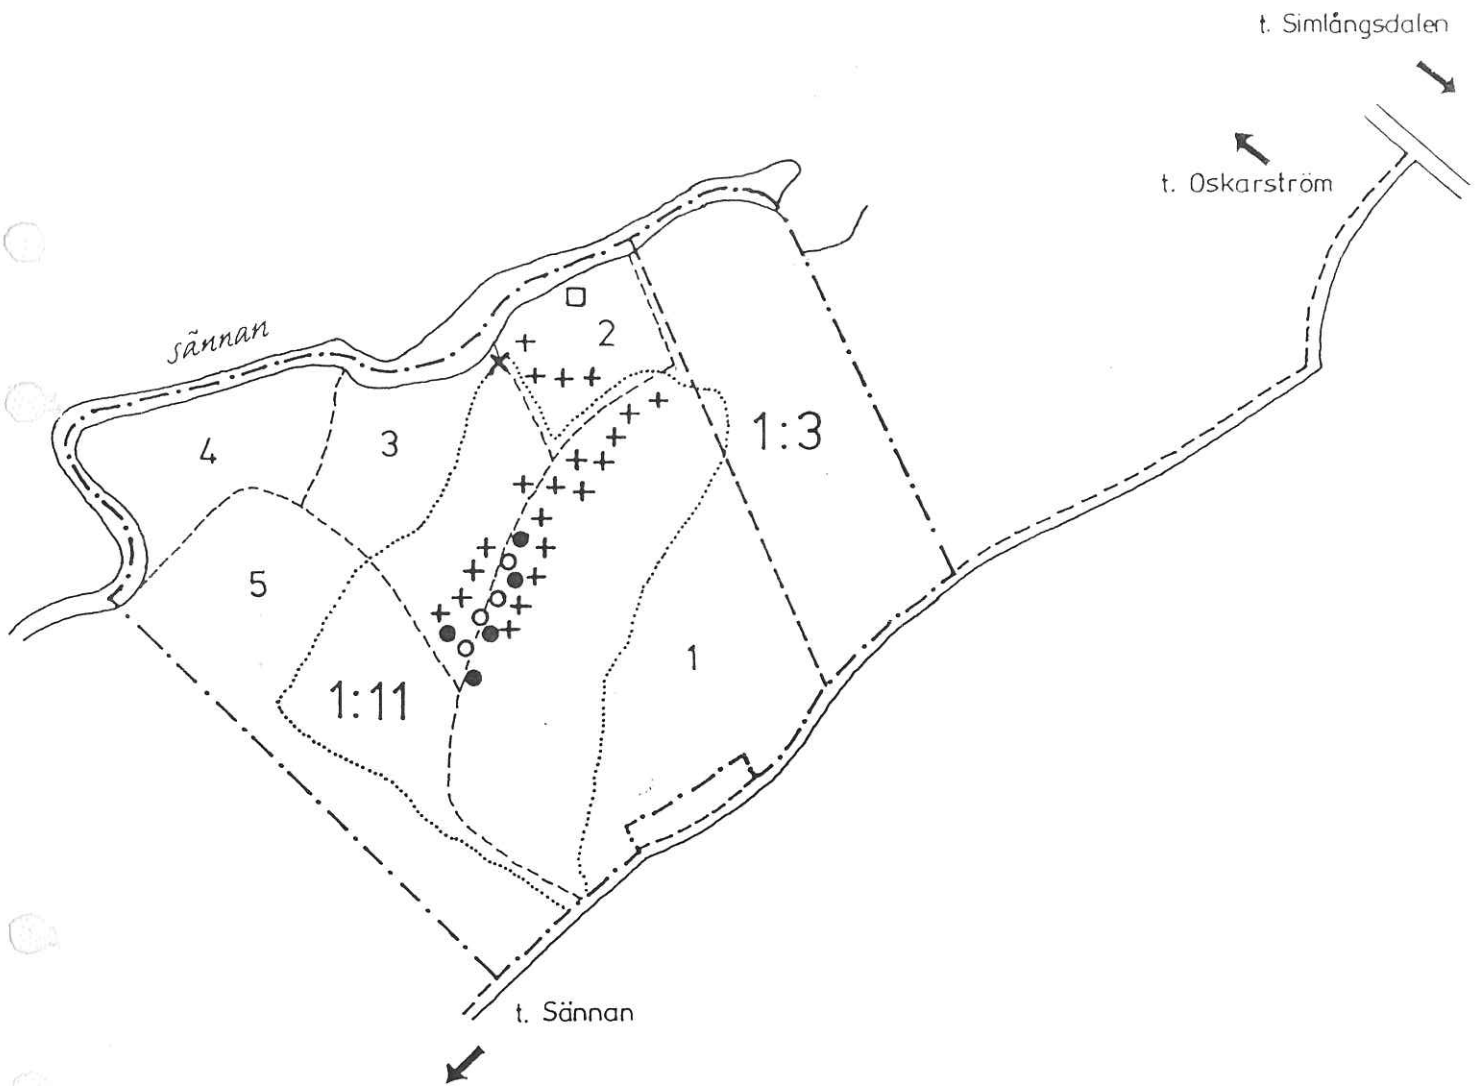 t. Simlångsdalen
t. Oskarström
sännan
2
1:3
4
3
5
1
1:11
t. Sännan